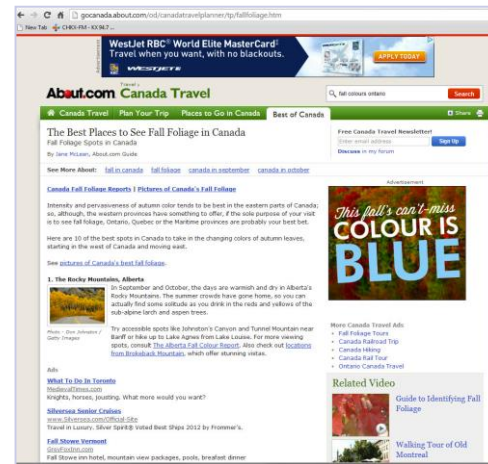 gocanada.about.com/od/canadatravelplanner/tp/fallfoliage.htm
New Tab
CHKX-FM - KX 94.7 ...
Advertisement
WestJet RBC® World Elite MasterCard‡
Travel when you want, with no blackouts.
APPLY TODAY
RBC
WESTJET
Travel
About.com Canada Travel
fall colours ontario
Search
Canada Travel Plan Your Trip Places to Go in Canada Best of Canada
Share
The Best Places to See Fall Foliage in Canada
Fall Foliage Spots in Canada
By Jane McLean, About.com Guide
Free Canada Travel Newsletter!
Enter email address
Sign Up
Discuss in my forum
See More About: fall in canada fall foliage canada in september canada in october
Canada Fall Foliage Reports | Pictures of Canada's Fall Foliage
Intensity and pervasiveness of autumn color tends to be best in the eastern parts of Canada;
so, although, the western provinces have something to offer, if the sole purpose of your visit
is to see fall foliage, Ontario, Quebec or the Maritime provinces are probably your best bet.
Here are 10 of the best spots in Canada to take in the changing colors of autumn leaves,
starting in the west of Canada and moving east.
See pictures of Canada's best fall foliage.
1. The Rocky Mountains, Alberta
In September and October, the days are warmish and dry in Alberta's
Rocky Mountains. The summer crowds have gone home, so you can
actually find some solitude as you drink in the reds and yellows of the
sub-alpine larch and aspen trees.
Photo - Don Johnston /
Getty Images
Try accessible spots like Johnston's Canyon and Tunnel Mountain near
Banff or hike up to Lake Agnes from Lake Louise. For more viewing
spots, consult The Alberta Fall Colour Report. Also check out locations
from Brokeback Mountain, which offer stunning vistas.
Ads
What To Do In Toronto
MedievalTimes.com
Knights, horses, jousting. What more would you want?
Silversea Senior Cruises
www.Silversea.com/Official-Site
Travel in Luxury. Silver Spirit® Voted Best Ships 2012 by Frommer's.
Fall Stowe Vermont
GreyFoxInn.com
Fall Stowe inn hotel, mountain view packages, pools, breakfast dinner
Advertisement
This fall's can't-miss
COLOUR IS
BLUE
More Canada Travel Ads
Fall Foliage Tours
Canada Railroad Trip
Canada Hiking
Canada Rail Tour
Ontario Canada Travel
Related Video
Guide to Identifying Fall
Foliage
Walking Tour of Old
Montreal